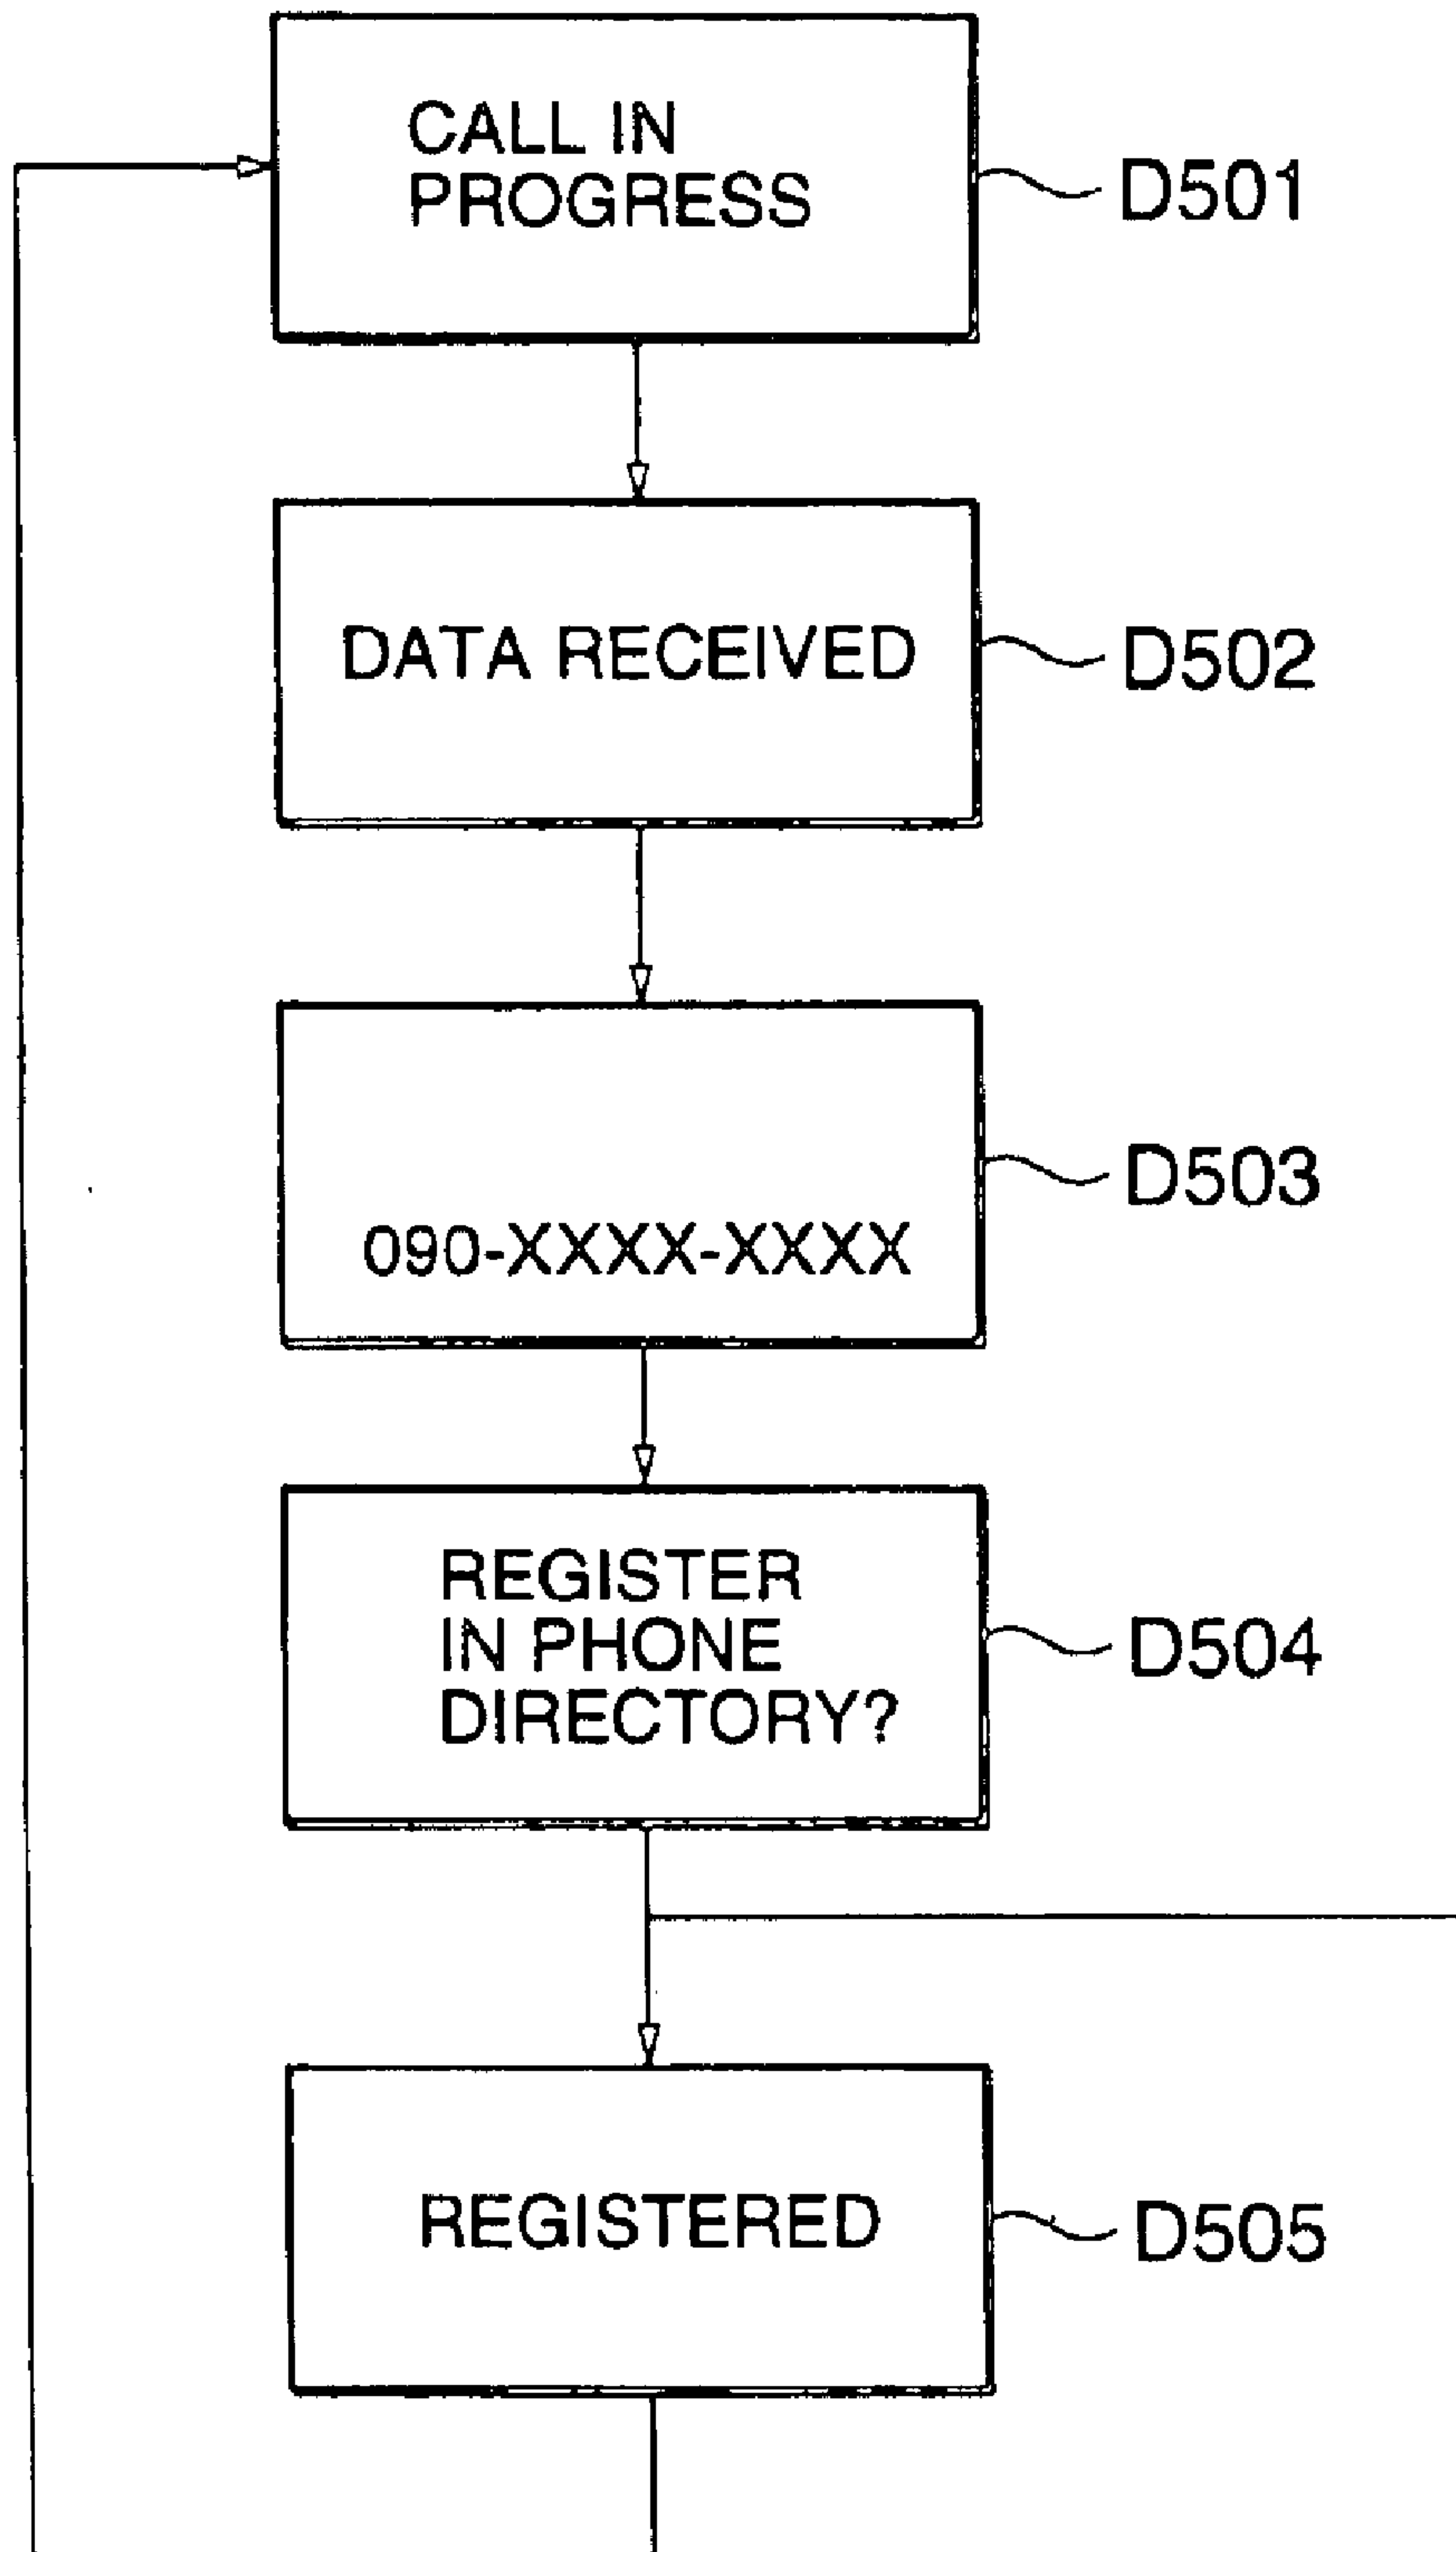 CALL IN
PROGRESS
D501
DATA RECEIVED
D502
090-XXXX-XXXX
D503
REGISTER
IN PHONE
DIRECTORY?
D504
REGISTERED
D505